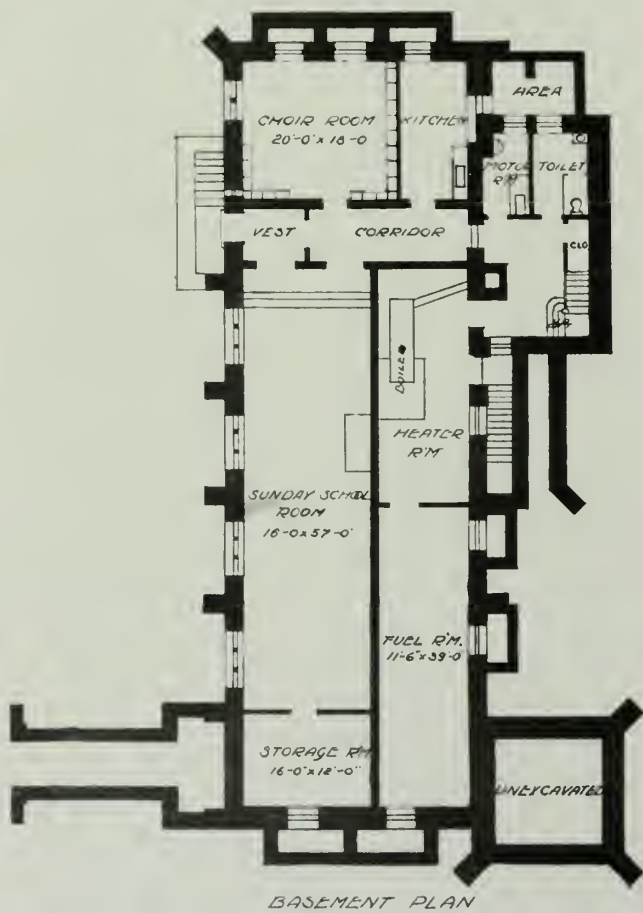 AREA
CHOIR ROOM
20'-0" x 18'-0
KITCHEN
MOTOR
R'M
TOILET
VEST
CORRIDOR
CLO.
BOILER
HEATER
R'M
SUNDAY SCHOOL
ROOM
16-0 x 57'-0"
FUEL R'M.
11'-6" x 39'-0"
STORAGE R'M
16'-0" x 12'-0"
UNEXCAVATED
BASEMENT PLAN